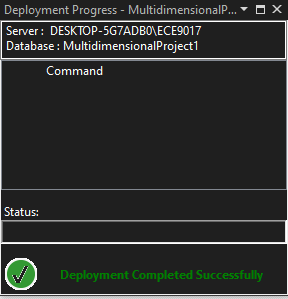 Deployment Progress - MultidimensionalP...
Server : DESKTOP-5G7ADB0\ECE9017
Database : MultidimensionalProject1
Command
Status:
Deployment Completed Successfully